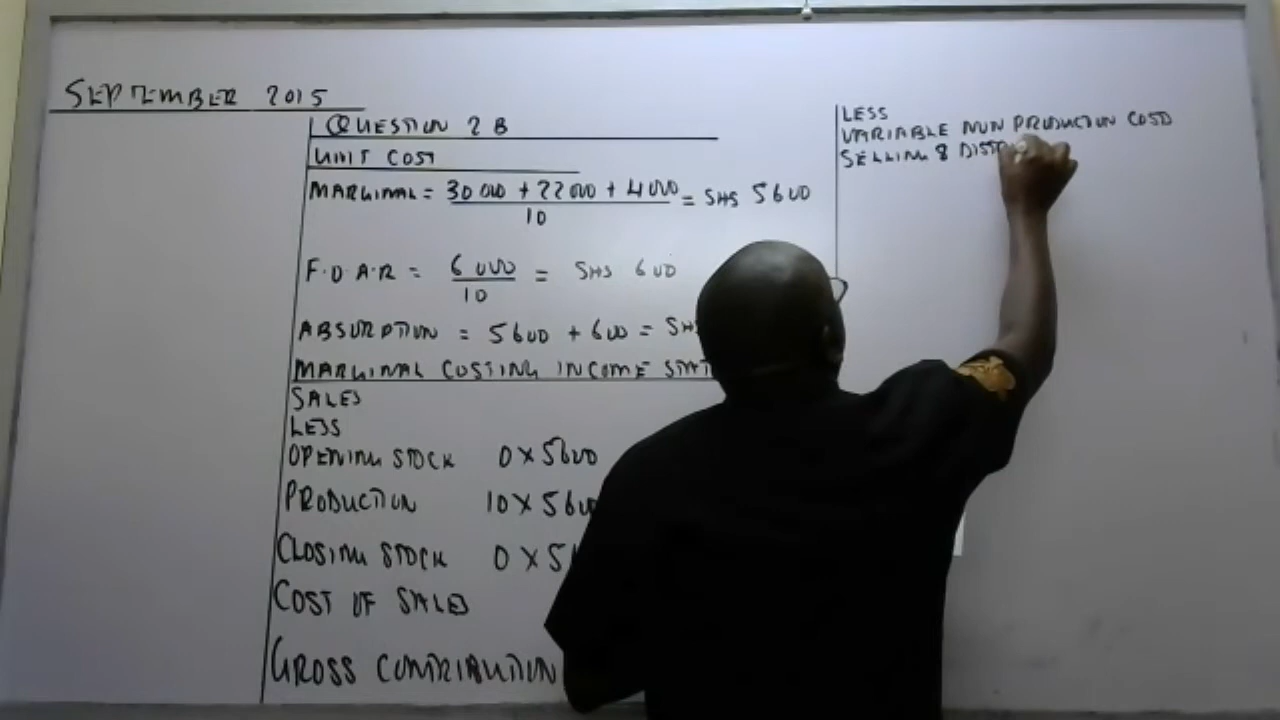 SEPTEMBER 2015
QUESTION 2B
UNIT COST
MARGINAL = 30 000 + 22 000 + 4 000 = SHS 5600
10
F.O.A.R = 6 000 = SHS 600
10
ABSORPTION = 5600 + 600 =
MARGINAL COSTING INCOME
SALES
LESS
OPENING STOCK 0 X 5600
PRODUCTION 10 X 5600
CLOSING STOCK 0 X
COST OF SALES
GROSS CONTRIBUTION
LESS
VARIABLE NON PRODUCTION COSTS
SELLING &